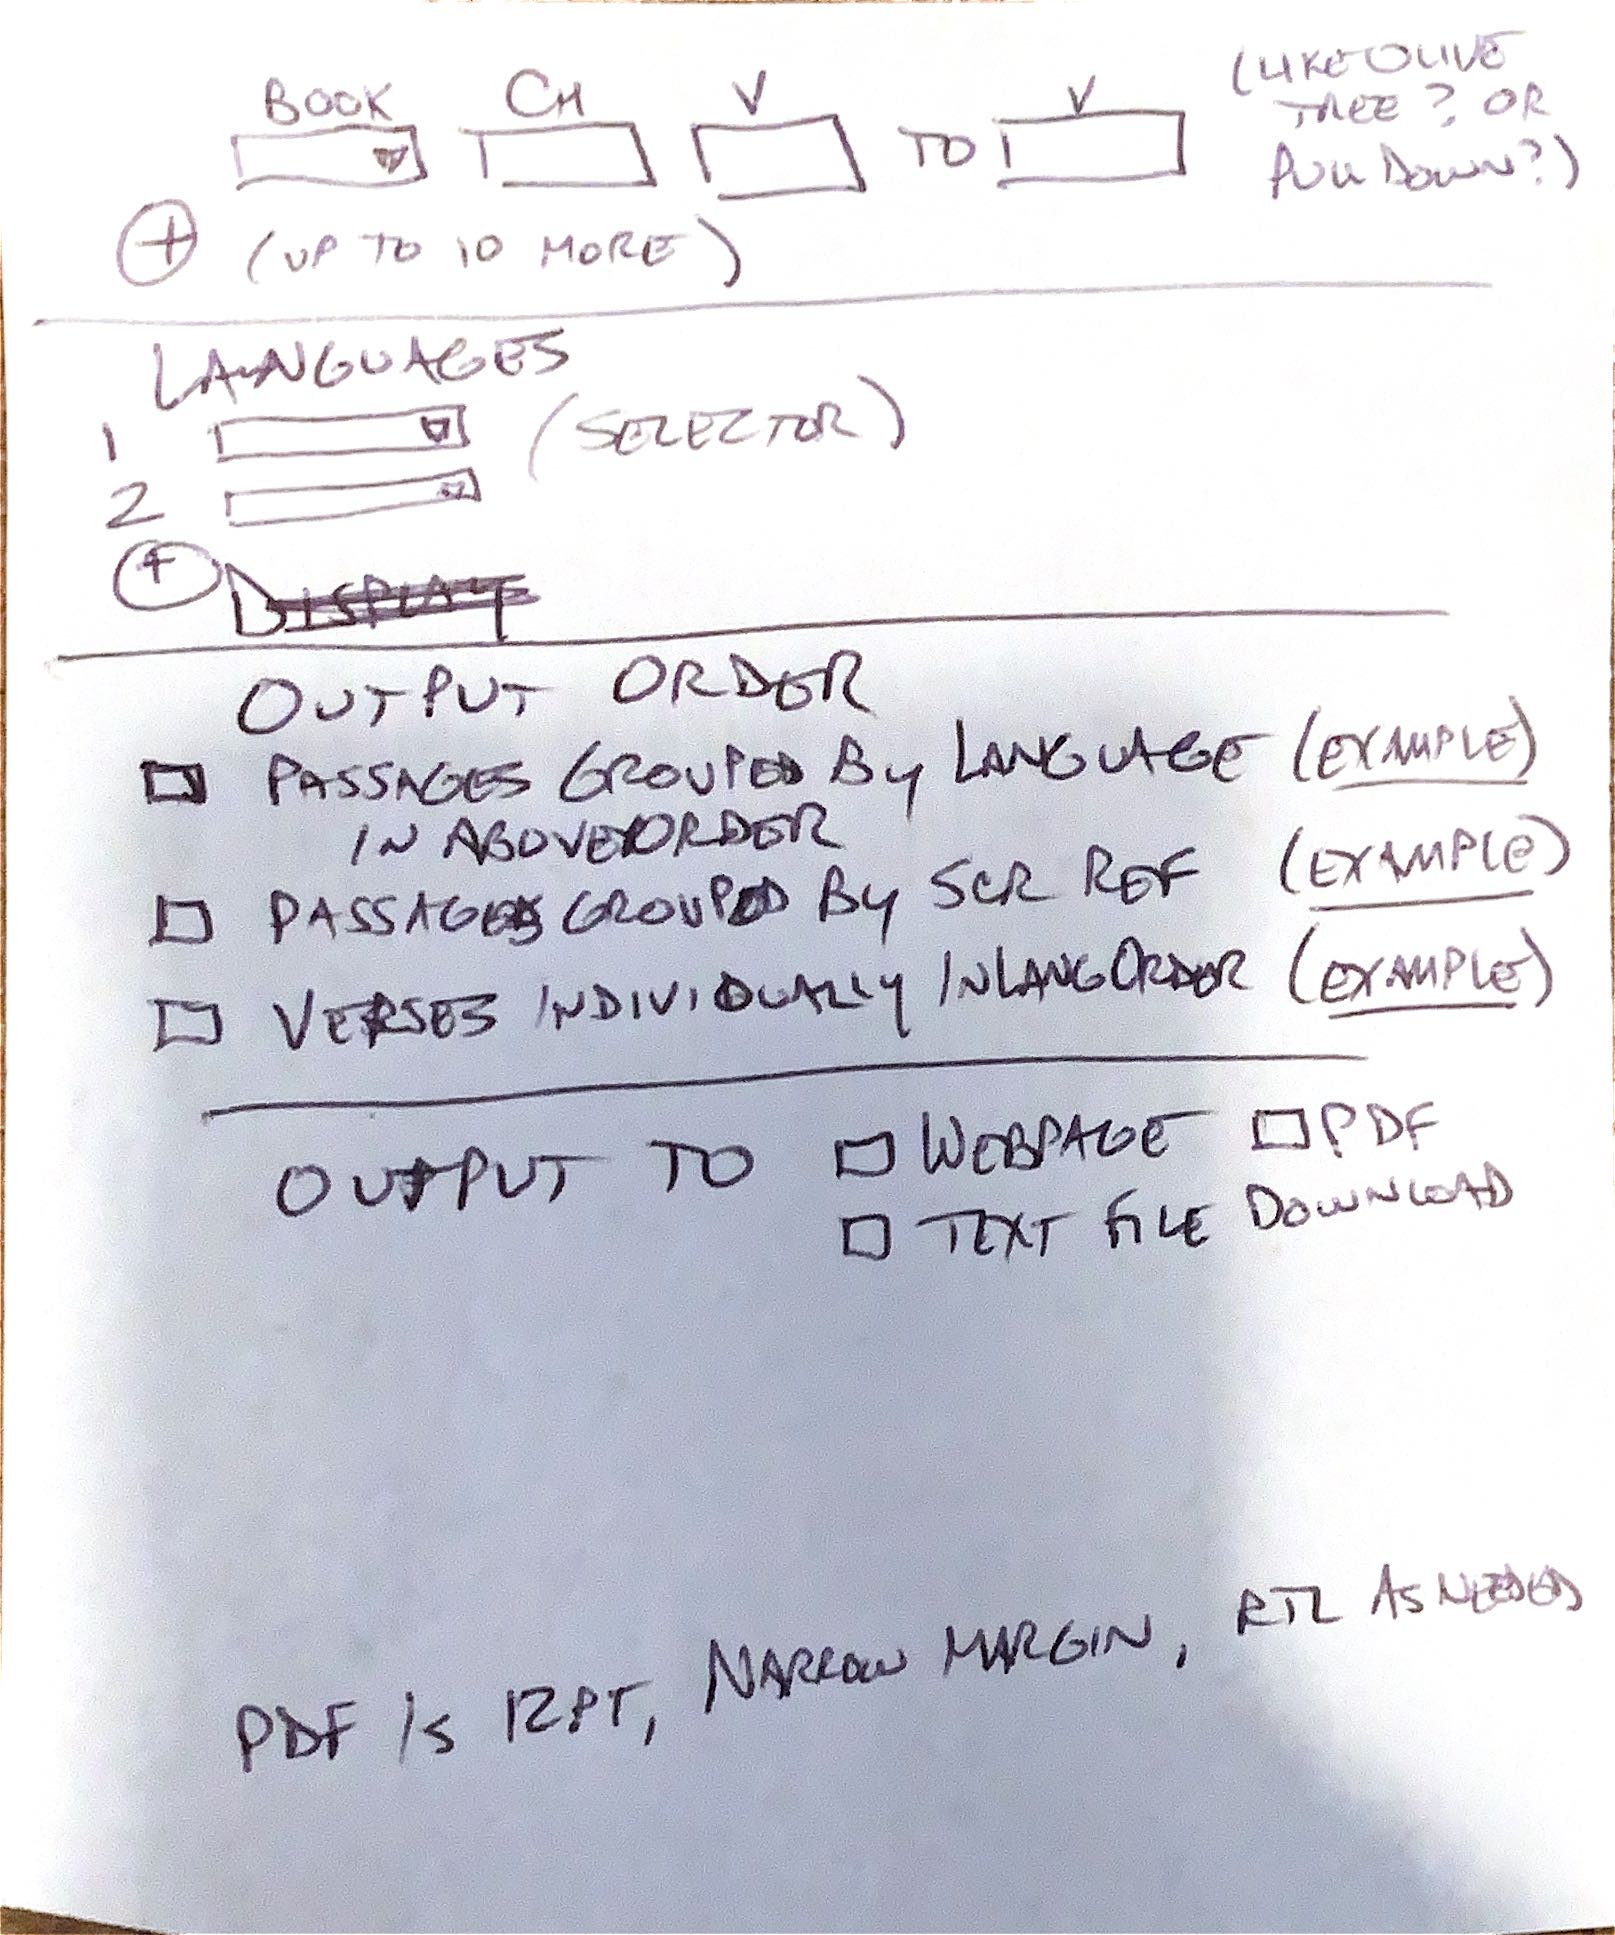 BOOK CH V TO V (LIKE OLIVE
TREE? OR
PULL DOWN?)
+ (UP TO 10 MORE)
LANGUAGES
1 (SELECTOR)
2
+ DISPLAY
OUTPUT ORDER
PASSAGES GROUPED BY LANGUAGE (EXAMPLE)
IN ABOVE ORDER
PASSAGES GROUPED BY SCR REF (EXAMPLE)
VERSES INDIVIDUALLY IN LANG ORDER (EXAMPLE)
OUTPUT TO WEBPAGE PDF
TEXT FILE DOWNLOAD
PDF IS 12PT, NARROW MARGIN, RTL AS NEEDED